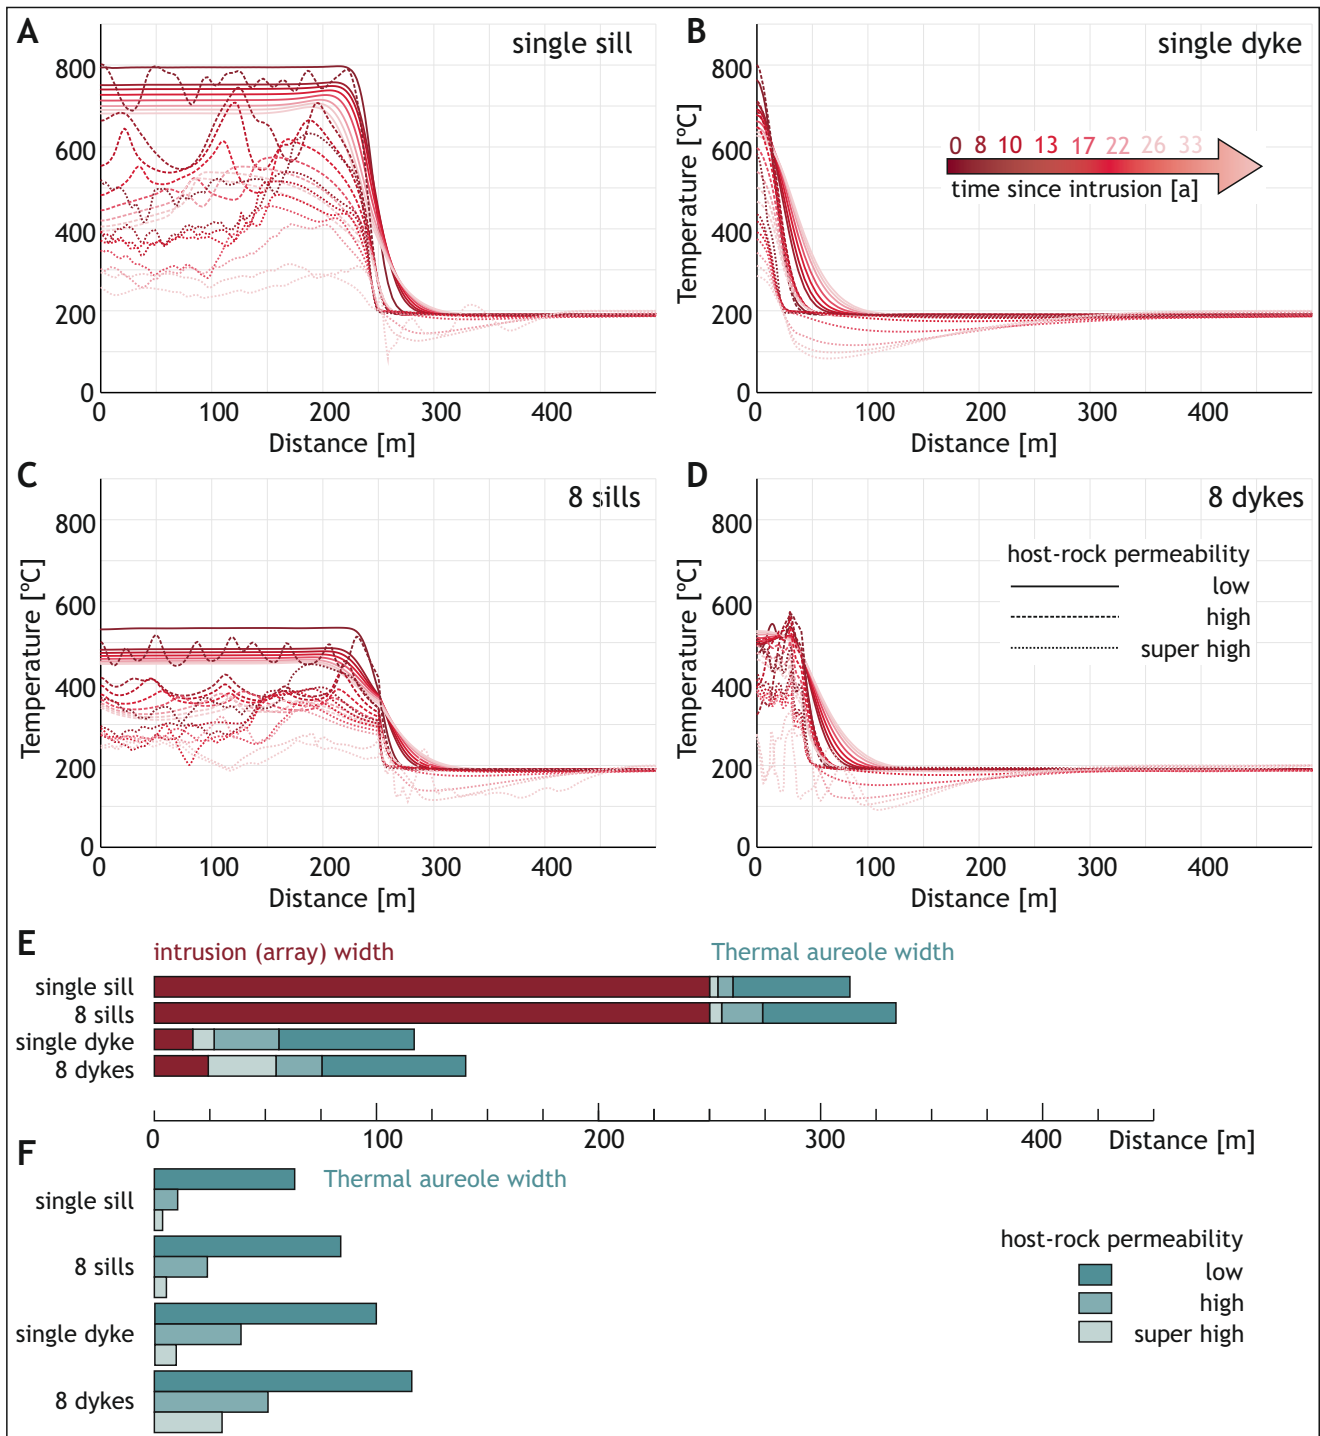 A
single sill
800
600
400
200
0
Temperature [°C]
0 100 200 300 400
Distance [m]
B
single dyke
800
600
400
200
0
Temperature [°C]
0 8 10 13 17 22 26 33
time since intrusion [a]
0 100 200 300 400
Distance [m]
C
8 sills
800
600
400
200
0
Temperature [°C]
0 100 200 300 400
Distance [m]
D
8 dykes
800
600
400
200
0
Temperature [°C]
host-rock permeability
low
high
super high
0 100 200 300 400
Distance [m]
E
intrusion (array) width Thermal aureole width
single sill
8 sills
single dyke
8 dykes
0 100 200 300 400 Distance [m]
F
Thermal aureole width
single sill
8 sills
single dyke
8 dykes
host-rock permeability
low
high
super high